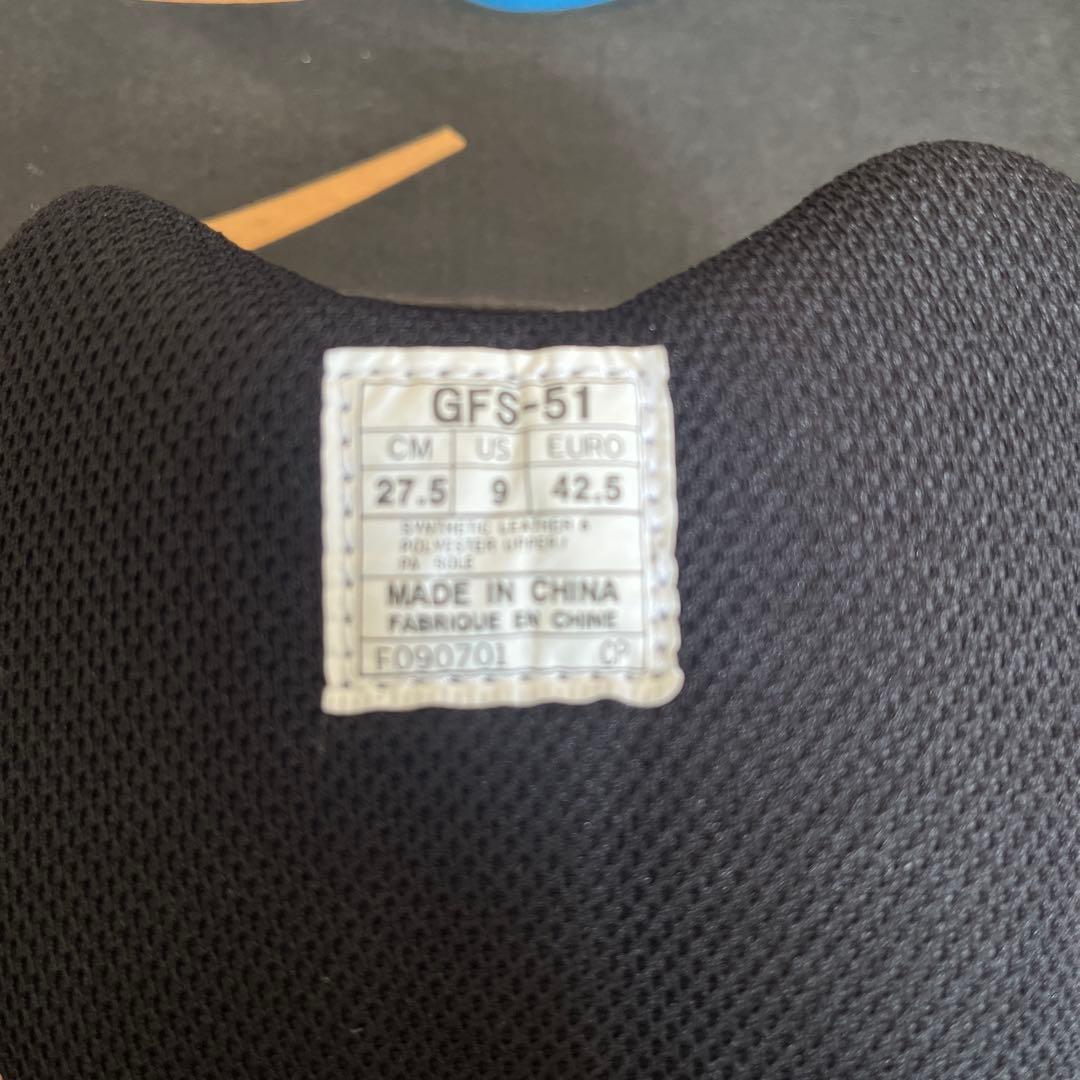 GFS-51
CM US EURO
27.5 9 42.5
SYNTHETIC LEATHER &
POLYESTER UPPER/
PA SOLE
MADE IN CHINA
FABRIQUE EN CHINE
F090701 CP